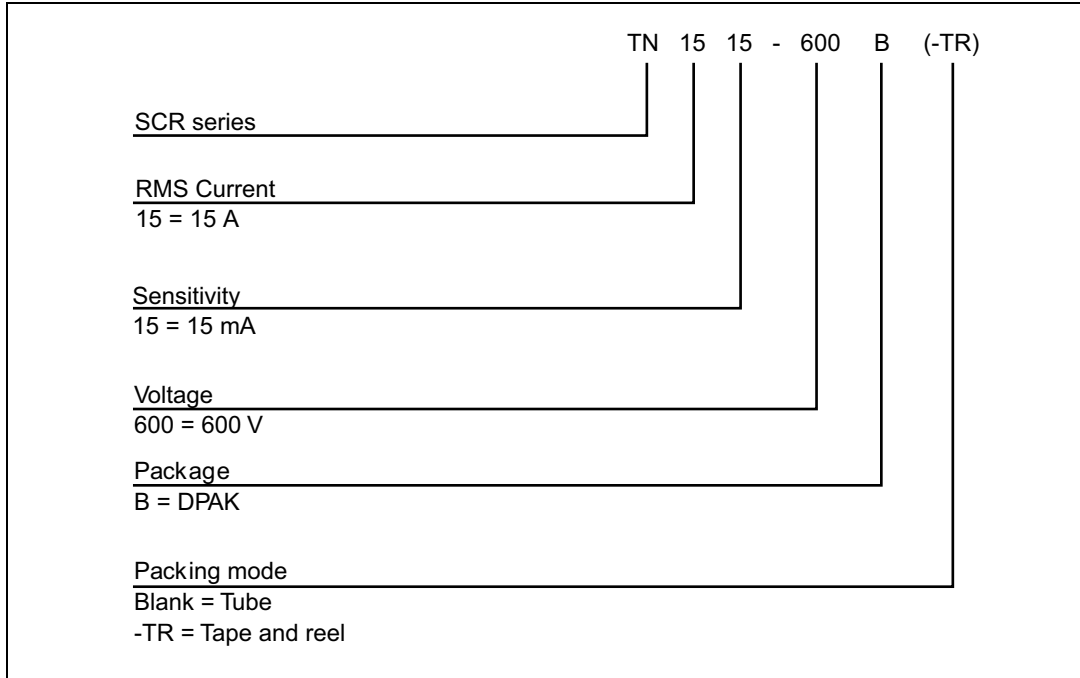 TN 15 15 - 600 B (-TR)
SCR series
RMS Current
15 = 15 A
Sensitivity
15 = 15 mA
Voltage
600 = 600 V
Package
B = DPAK
Packing mode
Blank = Tube
-TR = Tape and reel